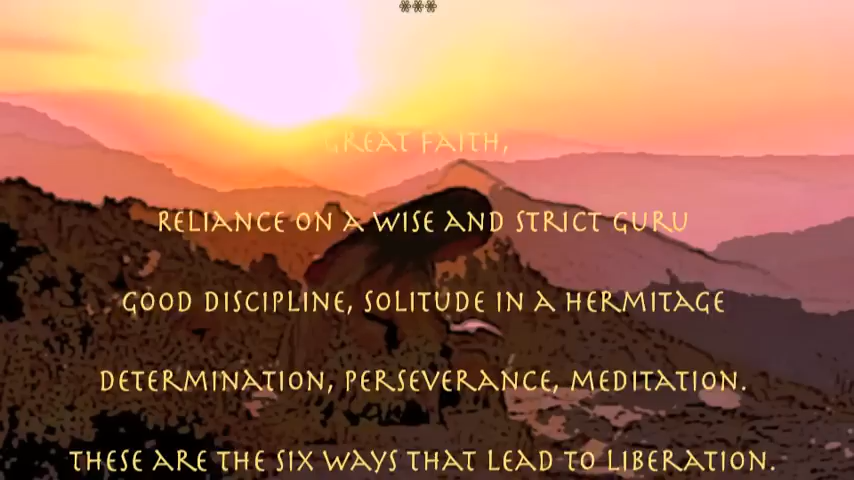 GREAT FAITH,
RELIANCE ON A WISE AND STRICT GURU
GOOD DISCIPLINE, SOLITUDE IN A HERMITAGE
DETERMINATION, PERSEVERANCE, MEDITATION.
THESE ARE THE SIX WAYS THAT LEAD TO LIBERATION.